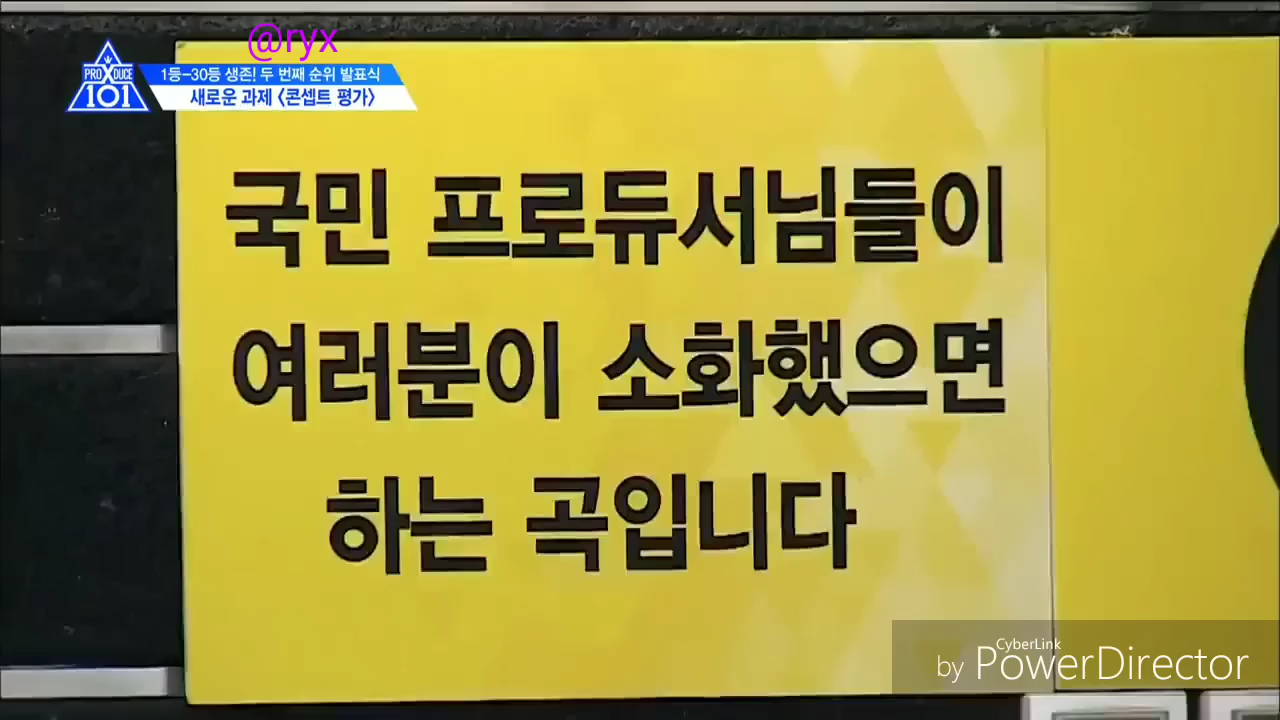 @ryx
PRODUCE
X
101
1등-30등 생존! 두 번째 순위 발표식
새로운 과제 <콘셉트 평가>
국민 프로듀서님들이
여러분이 소화했으면
하는 곡입니다
CyberLink
by PowerDirector